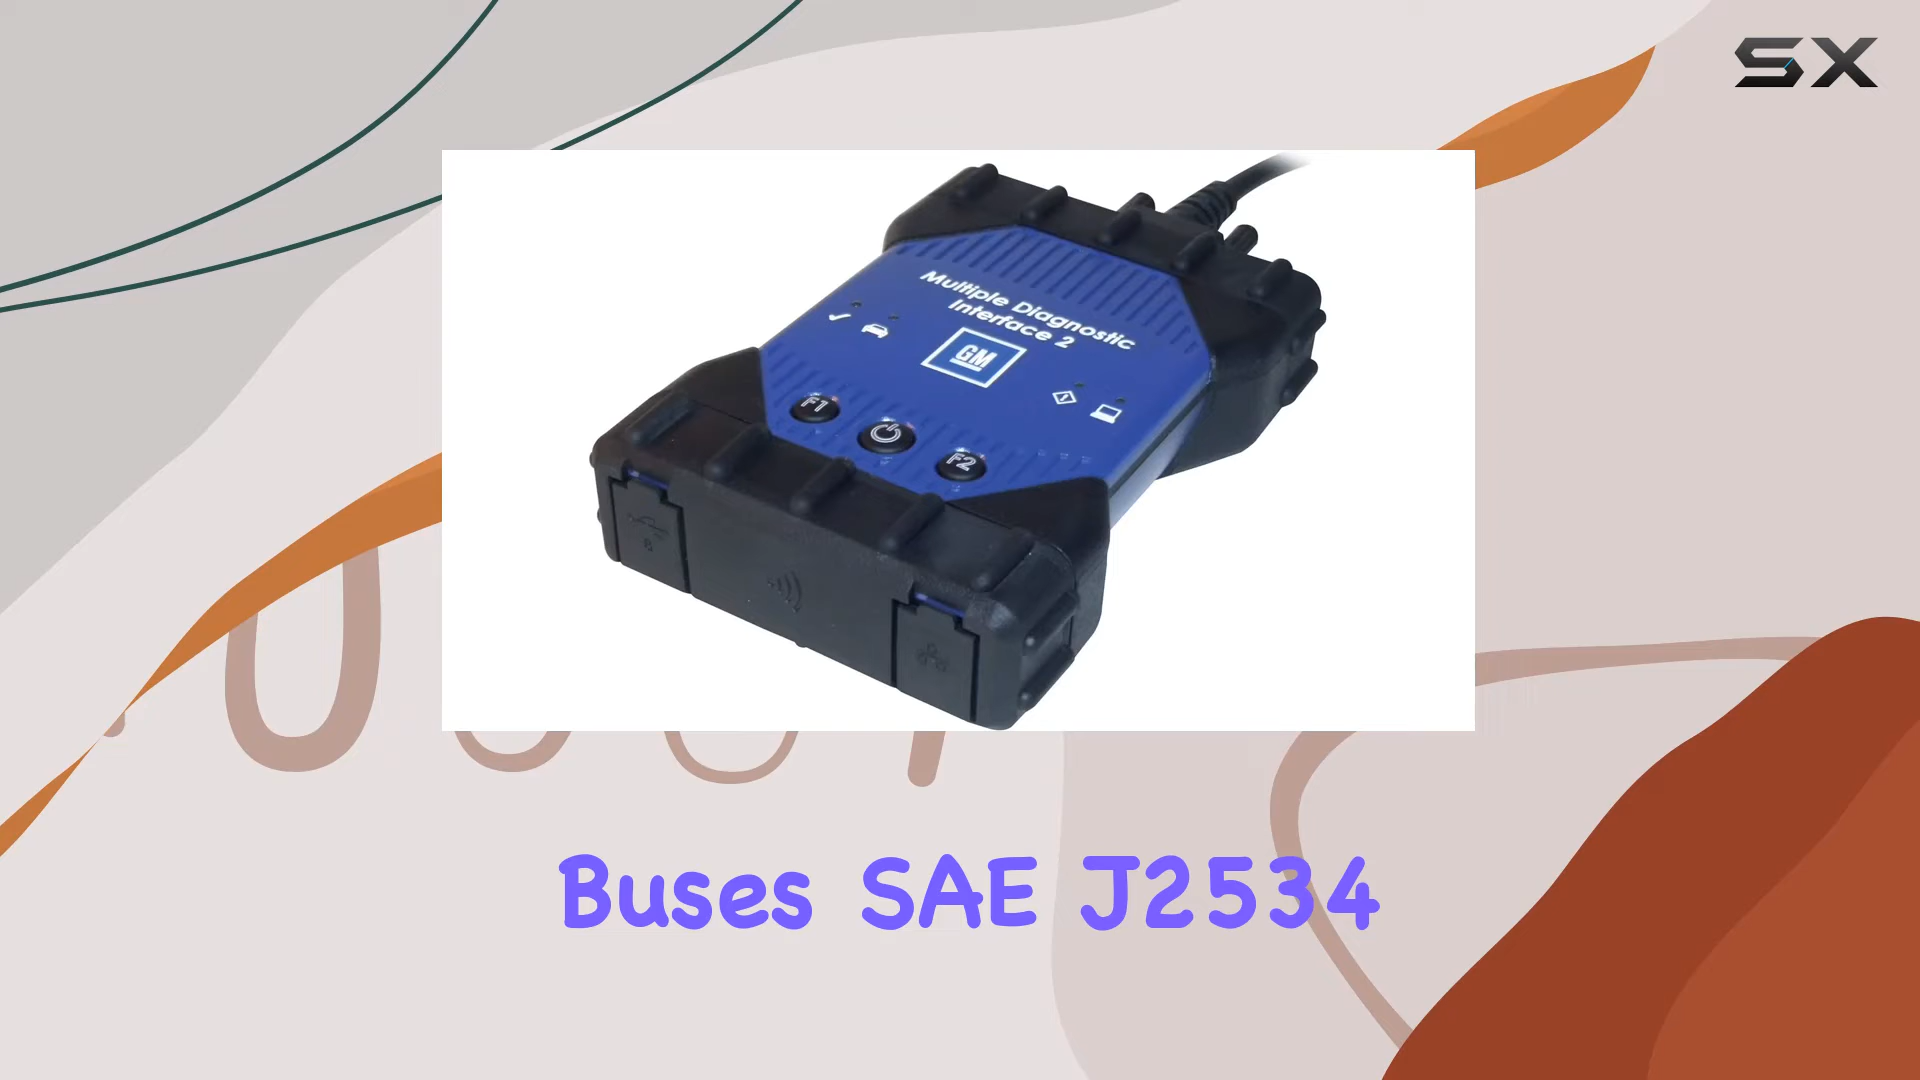 SX
Multiple Diagnostic
Interface 2
GM
F1
F2
Buses SAE J2534